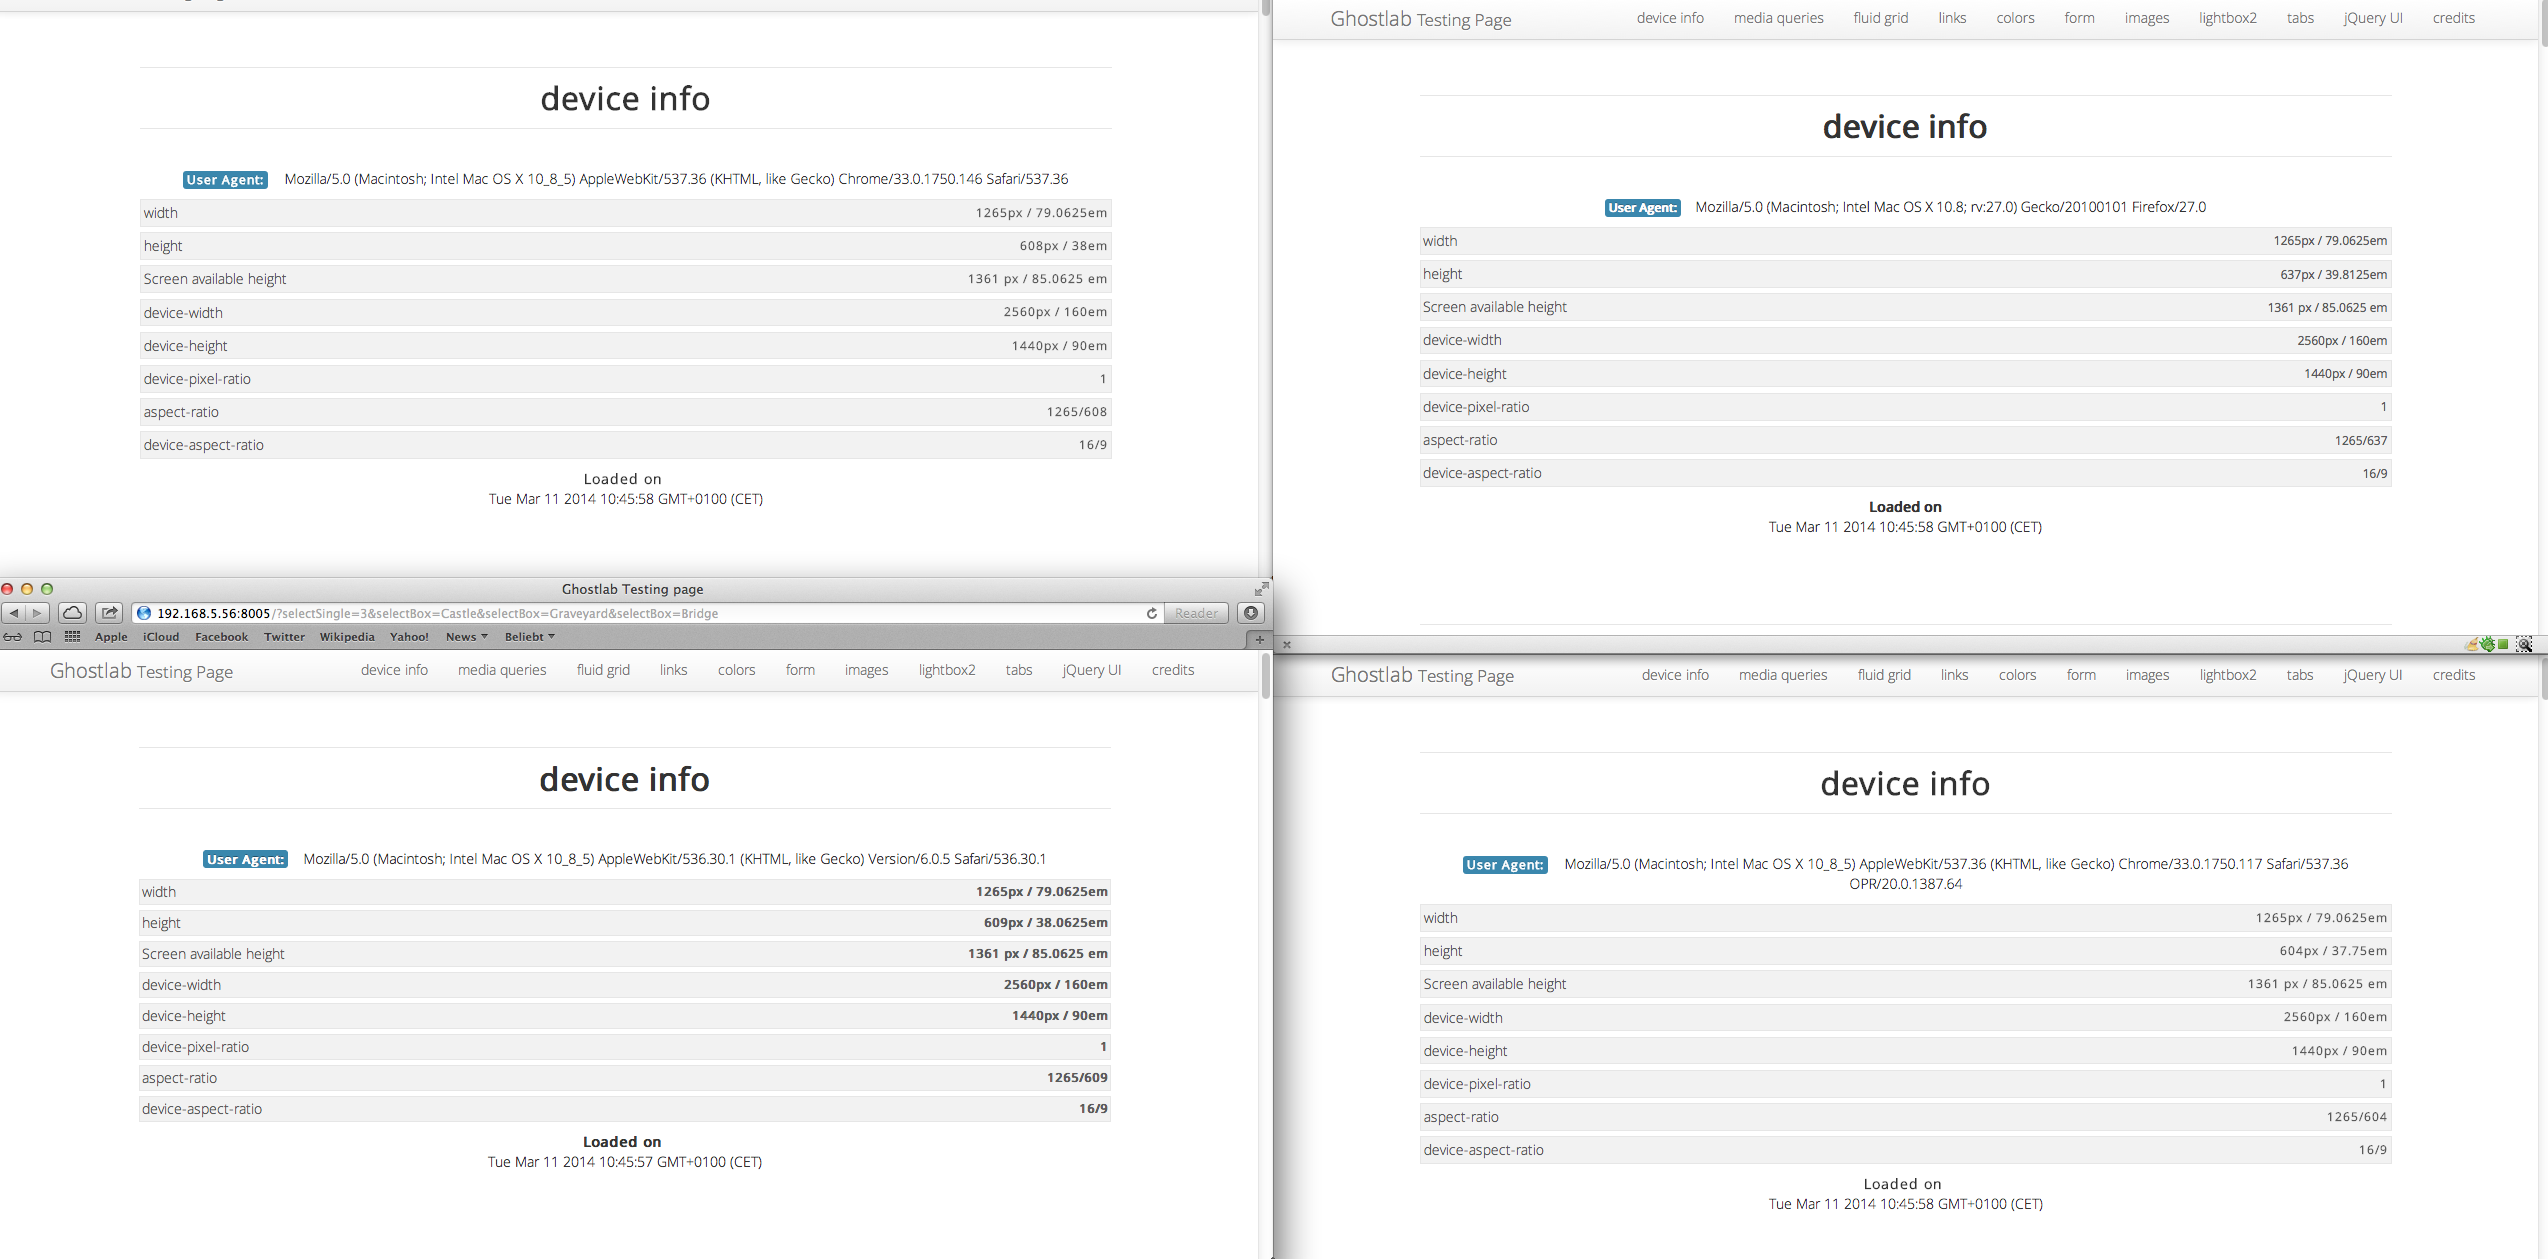 device info
User Agent: Mozilla/5.0 (Macintosh; Intel Mac OS X 10_8_5) AppleWebKit/537.36 (KHTML, like Gecko) Chrome/33.0.1750.146 Safari/537.36
width 1265px / 79.0625em
height 608px / 38em
Screen available height 1361 px / 85.0625 em
device-width 2560px / 160em
device-height 1440px / 90em
device-pixel-ratio 1
aspect-ratio 1265/608
device-aspect-ratio 16/9
Loaded on
Tue Mar 11 2014 10:45:58 GMT+0100 (CET)
Ghostlab Testing Page device info media queries fluid grid links colors form images lightbox2 tabs jQuery UI credits
device info
User Agent: Mozilla/5.0 (Macintosh; Intel Mac OS X 10.8; rv:27.0) Gecko/20100101 Firefox/27.0
width 1265px / 79.0625em
height 637px / 39.8125em
Screen available height 1361 px / 85.0625 em
device-width 2560px / 160em
device-height 1440px / 90em
device-pixel-ratio 1
aspect-ratio 1265/637
device-aspect-ratio 16/9
Loaded on
Tue Mar 11 2014 10:45:58 GMT+0100 (CET)
Ghostlab Testing page
192.168.5.56:8005/?selectSingle=3&selectBox=Castle&selectBox=Graveyard&selectBox=Bridge Reader
Apple iCloud Facebook Twitter Wikipedia Yahoo! News Beliebt
Ghostlab Testing Page device info media queries fluid grid links colors form images lightbox2 tabs jQuery UI credits
device info
User Agent: Mozilla/5.0 (Macintosh; Intel Mac OS X 10_8_5) AppleWebKit/536.30.1 (KHTML, like Gecko) Version/6.0.5 Safari/536.30.1
width 1265px / 79.0625em
height 609px / 38.0625em
Screen available height 1361 px / 85.0625 em
device-width 2560px / 160em
device-height 1440px / 90em
device-pixel-ratio 1
aspect-ratio 1265/609
device-aspect-ratio 16/9
Loaded on
Tue Mar 11 2014 10:45:57 GMT+0100 (CET)
Ghostlab Testing Page device info media queries fluid grid links colors form images lightbox2 tabs jQuery UI credits
device info
User Agent: Mozilla/5.0 (Macintosh; Intel Mac OS X 10_8_5) AppleWebKit/537.36 (KHTML, like Gecko) Chrome/33.0.1750.117 Safari/537.36
OPR/20.0.1387.64
width 1265px / 79.0625em
height 604px / 37.75em
Screen available height 1361 px / 85.0625 em
device-width 2560px / 160em
device-height 1440px / 90em
device-pixel-ratio 1
aspect-ratio 1265/604
device-aspect-ratio 16/9
Loaded on
Tue Mar 11 2014 10:45:58 GMT+0100 (CET)